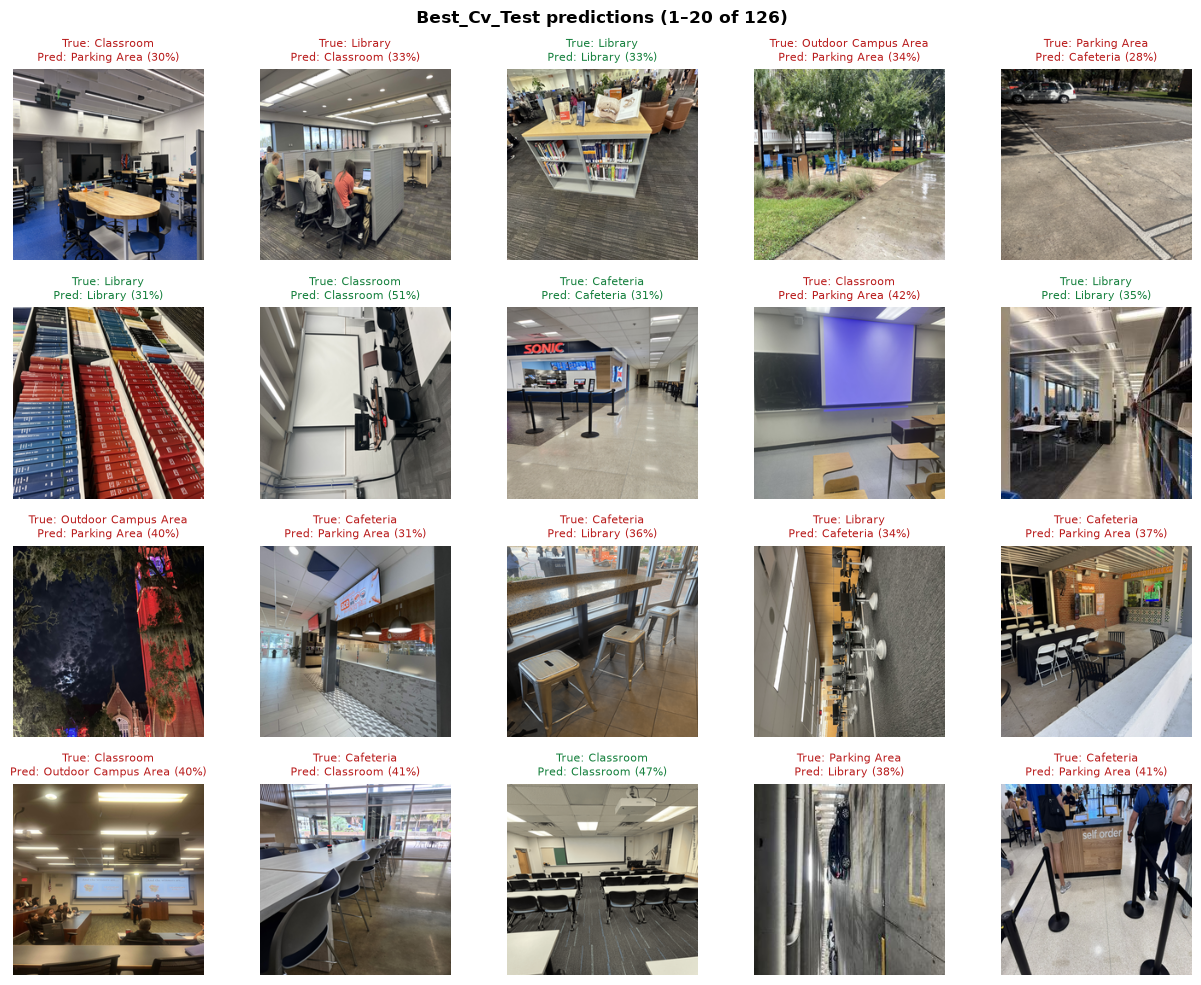 Best_Cv_Test predictions (1–20 of 126)
True: Classroom
Pred: Parking Area (30%)
True: Library
Pred: Classroom (33%)
True: Library
Pred: Library (33%)
True: Outdoor Campus Area
Pred: Parking Area (34%)
True: Parking Area
Pred: Cafeteria (28%)
True: Library
Pred: Library (31%)
True: Classroom
Pred: Classroom (51%)
True: Cafeteria
Pred: Cafeteria (31%)
SONIC
True: Classroom
Pred: Parking Area (42%)
True: Library
Pred: Library (35%)
True: Outdoor Campus Area
Pred: Parking Area (40%)
True: Cafeteria
Pred: Parking Area (31%)
True: Cafeteria
Pred: Library (36%)
True: Library
Pred: Cafeteria (34%)
True: Cafeteria
Pred: Parking Area (37%)
True: Classroom
Pred: Outdoor Campus Area (40%)
True: Cafeteria
Pred: Classroom (41%)
True: Classroom
Pred: Classroom (47%)
True: Parking Area
Pred: Library (38%)
True: Cafeteria
Pred: Parking Area (41%)
self order